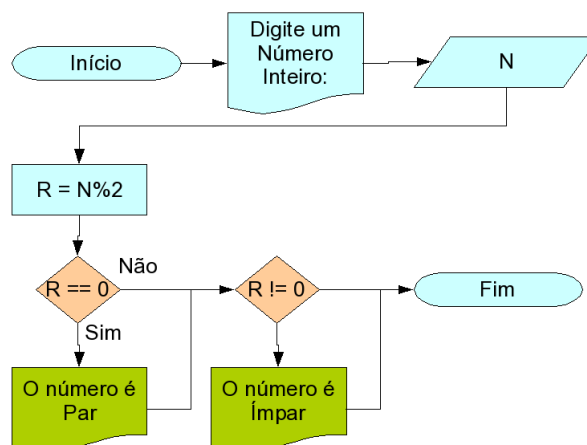 Início
Digite um
Número
Inteiro:
N
R = N%2
R == 0
Não
Sim
R != 0
Fim
O número é
Par
O número é
Ímpar